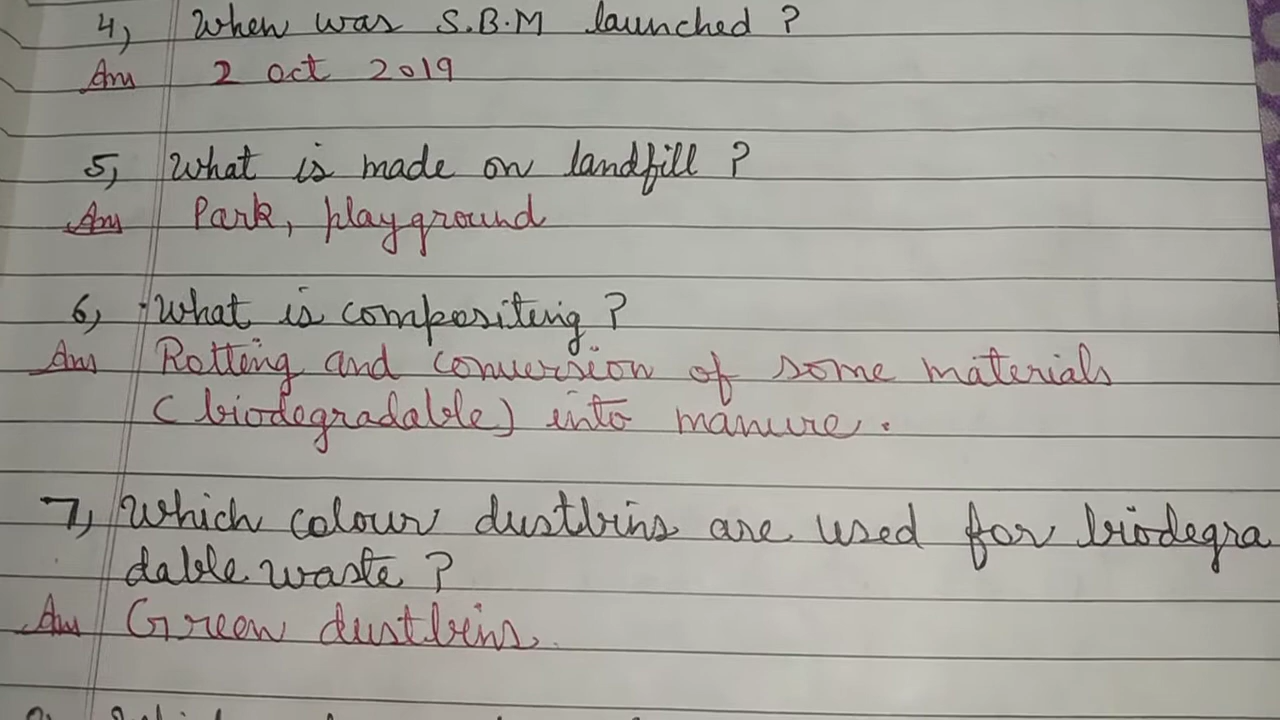 4, When was S.B.M launched ?
Ans 2 Oct 2019
5, What is made on landfill ?
Ans Park, playground
6, What is compositing ?
Ans Rotting and conversion of some materials
(biodegradable) into manure.
7, Which colour dustbins are used for biodegra
dable waste ?
Ans Green dustbins.